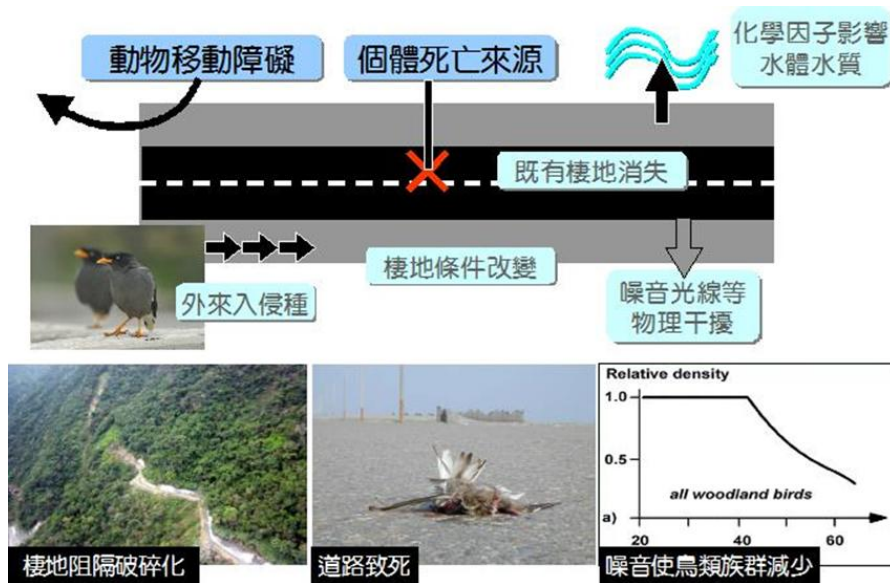 動物移動障礙
個體死亡來源
化學因子影響
水體水質
既有棲地消失
棲地條件改變
外來入侵種
噪音光線等
物理干擾
棲地阻隔破碎化
道路致死
Relative density
1.0
0.5
all woodland birds
a)
20
40
60
噪音使鳥類族群減少